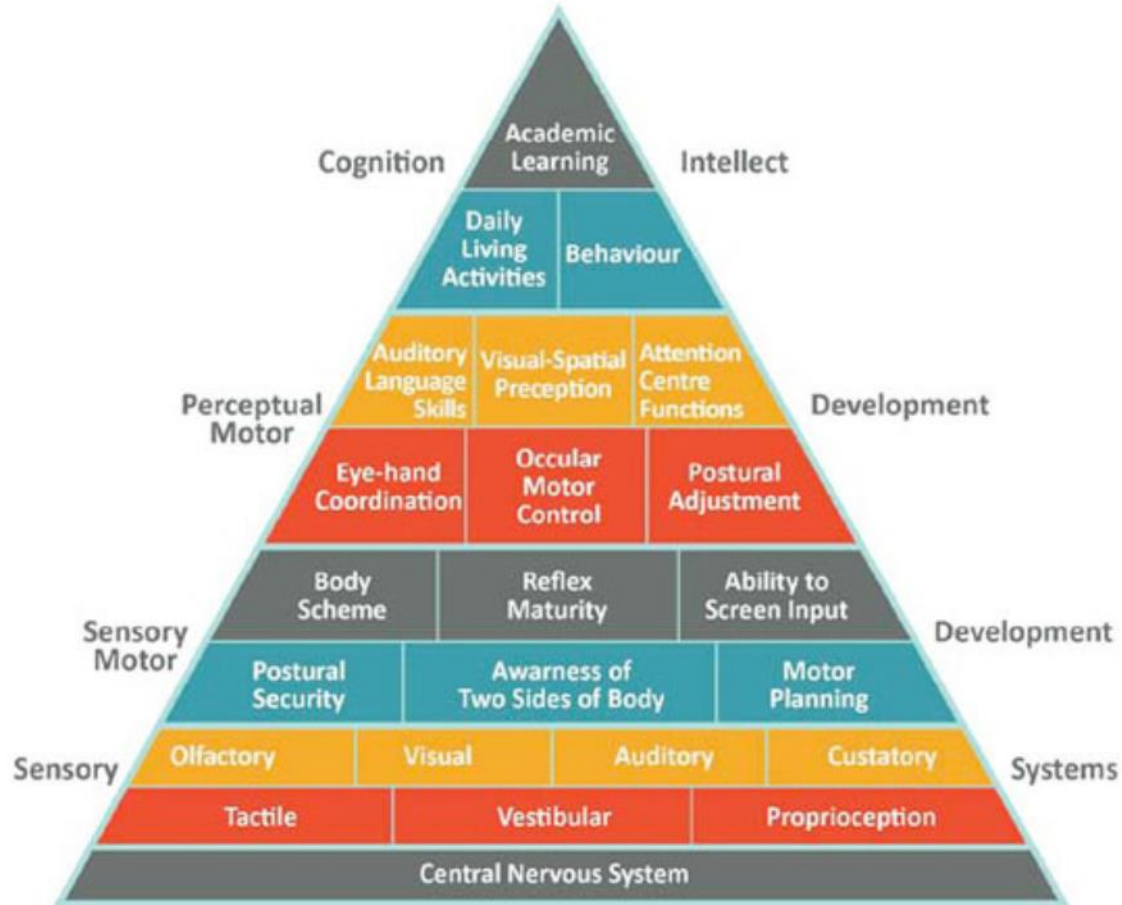 Academic
Learning
Cognition
Intellect
Daily
Living
Activities
Behaviour
Auditory
Language
Skills
Visual-Spatial
Preception
Attention
Centre
Functions
Perceptual
Motor
Development
Eye-hand
Coordination
Occular
Motor
Control
Postural
Adjustment
Body
Scheme
Reflex
Maturity
Ability to
Screen Input
Sensory
Motor
Development
Postural
Security
Awarness of
Two Sides of Body
Motor
Planning
Sensory
Olfactory
Visual
Auditory
Custatory
Systems
Tactile
Vestibular
Proprioception
Central Nervous System